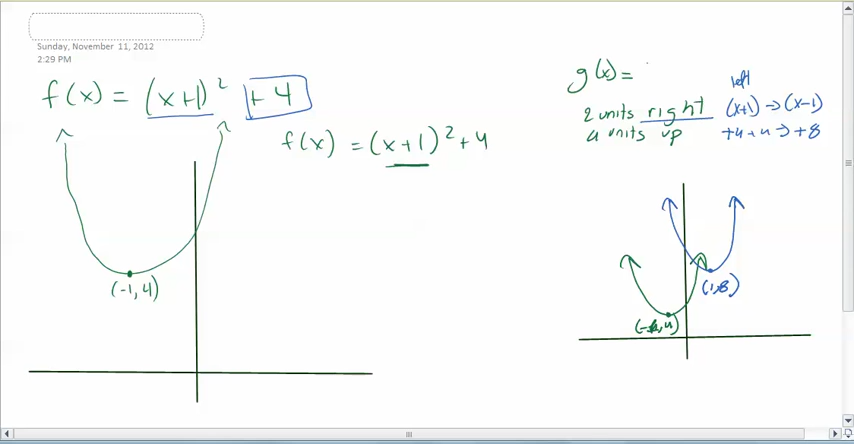 Sunday, November 11, 2012
2:29 PM
f(x) = (x+1)² +4
f(x) = (x+1)²+4
(-1,4)
g(x)=
2 units right
4 units up
left
(x+1) → (x-1)
+4+4 → +8
(1,8)